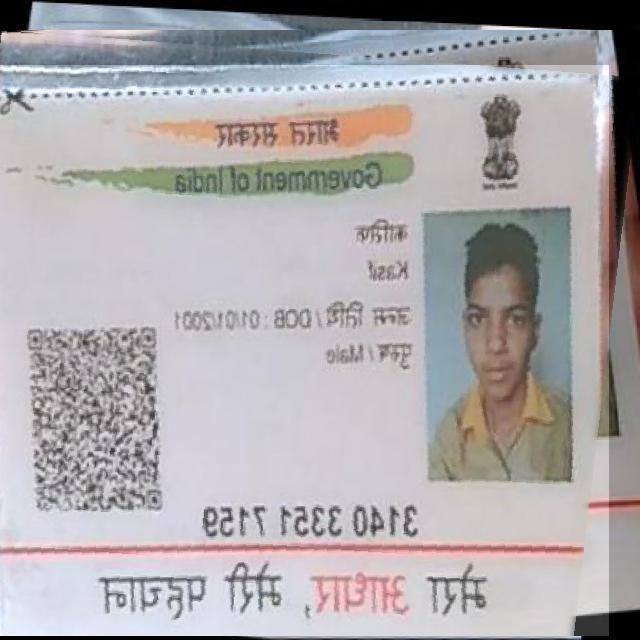 भारत सरकार
Government of India
Kasif
जन्म तिथि / DOB : 01/01/2001
पुरुष / Male
3140 3351 7159
मेरा आधार, मेरी पहचान